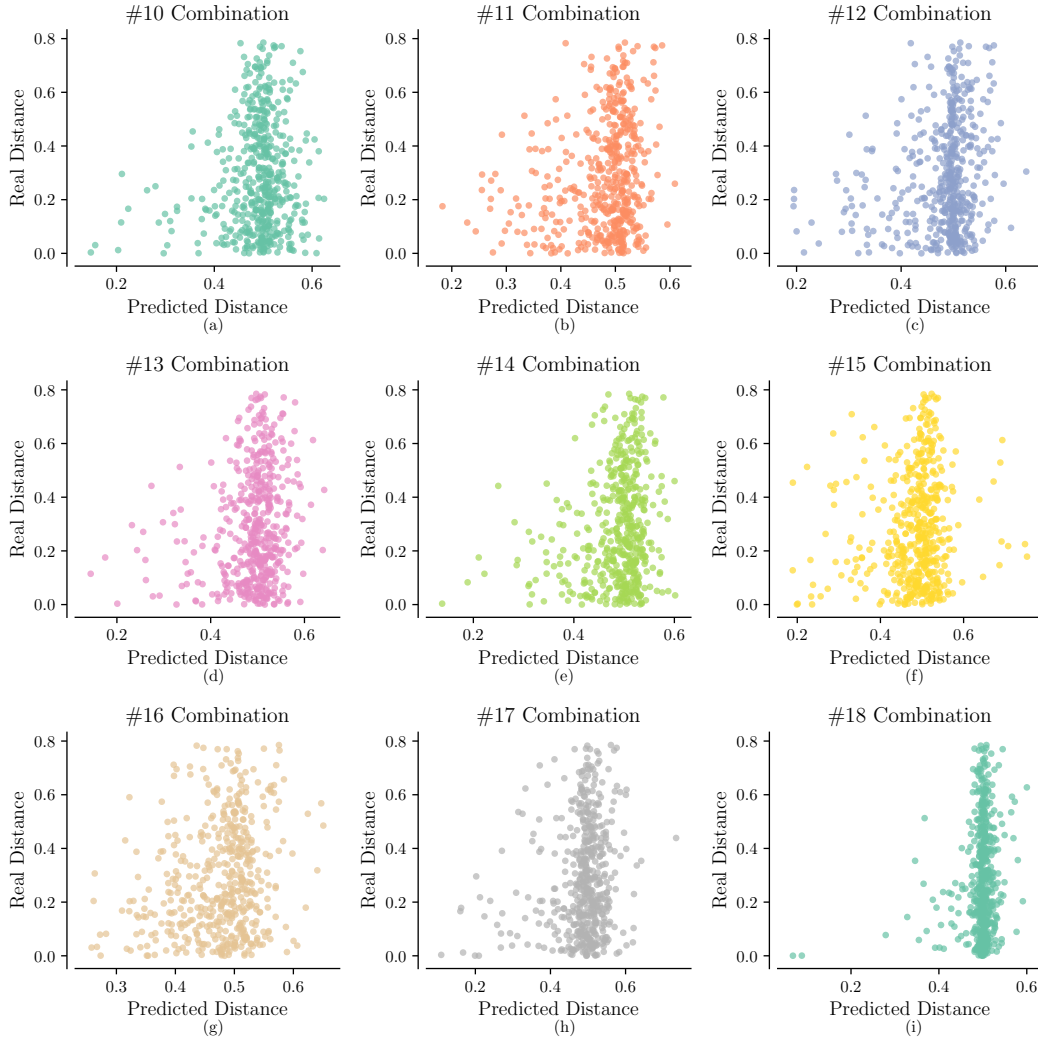 #10 Combination
#11 Combination
#12 Combination
Real Distance
0.8
0.6
0.4
0.2
0.0
0.2
0.4
0.6
Predicted Distance
(a)
Real Distance
0.8
0.6
0.4
0.2
0.0
0.2
0.3
0.4
0.5
0.6
Predicted Distance
(b)
Real Distance
0.8
0.6
0.4
0.2
0.0
0.2
0.4
0.6
Predicted Distance
(c)
#13 Combination
#14 Combination
#15 Combination
Real Distance
0.8
0.6
0.4
0.2
0.0
0.2
0.4
0.6
Predicted Distance
(d)
Real Distance
0.8
0.6
0.4
0.2
0.0
0.2
0.4
0.6
Predicted Distance
(e)
Real Distance
0.8
0.6
0.4
0.2
0.0
0.2
0.4
0.6
Predicted Distance
(f)
#16 Combination
#17 Combination
#18 Combination
Real Distance
0.8
0.6
0.4
0.2
0.0
0.3
0.4
0.5
0.6
Predicted Distance
(g)
Real Distance
0.8
0.6
0.4
0.2
0.0
0.2
0.4
0.6
Predicted Distance
(h)
Real Distance
0.8
0.6
0.4
0.2
0.0
0.2
0.4
0.6
Predicted Distance
(i)